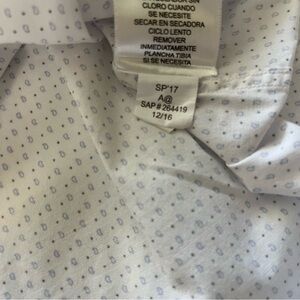 CLORO CUANDO
SE NECESITE
SECAR EN SECADORA
CICLO LENTO
REMOVER
INMEDIATAMENTE
PLANCHA TIBIA
SI SE NECESITA
SP'17
A@
SAP # 264419
12/16